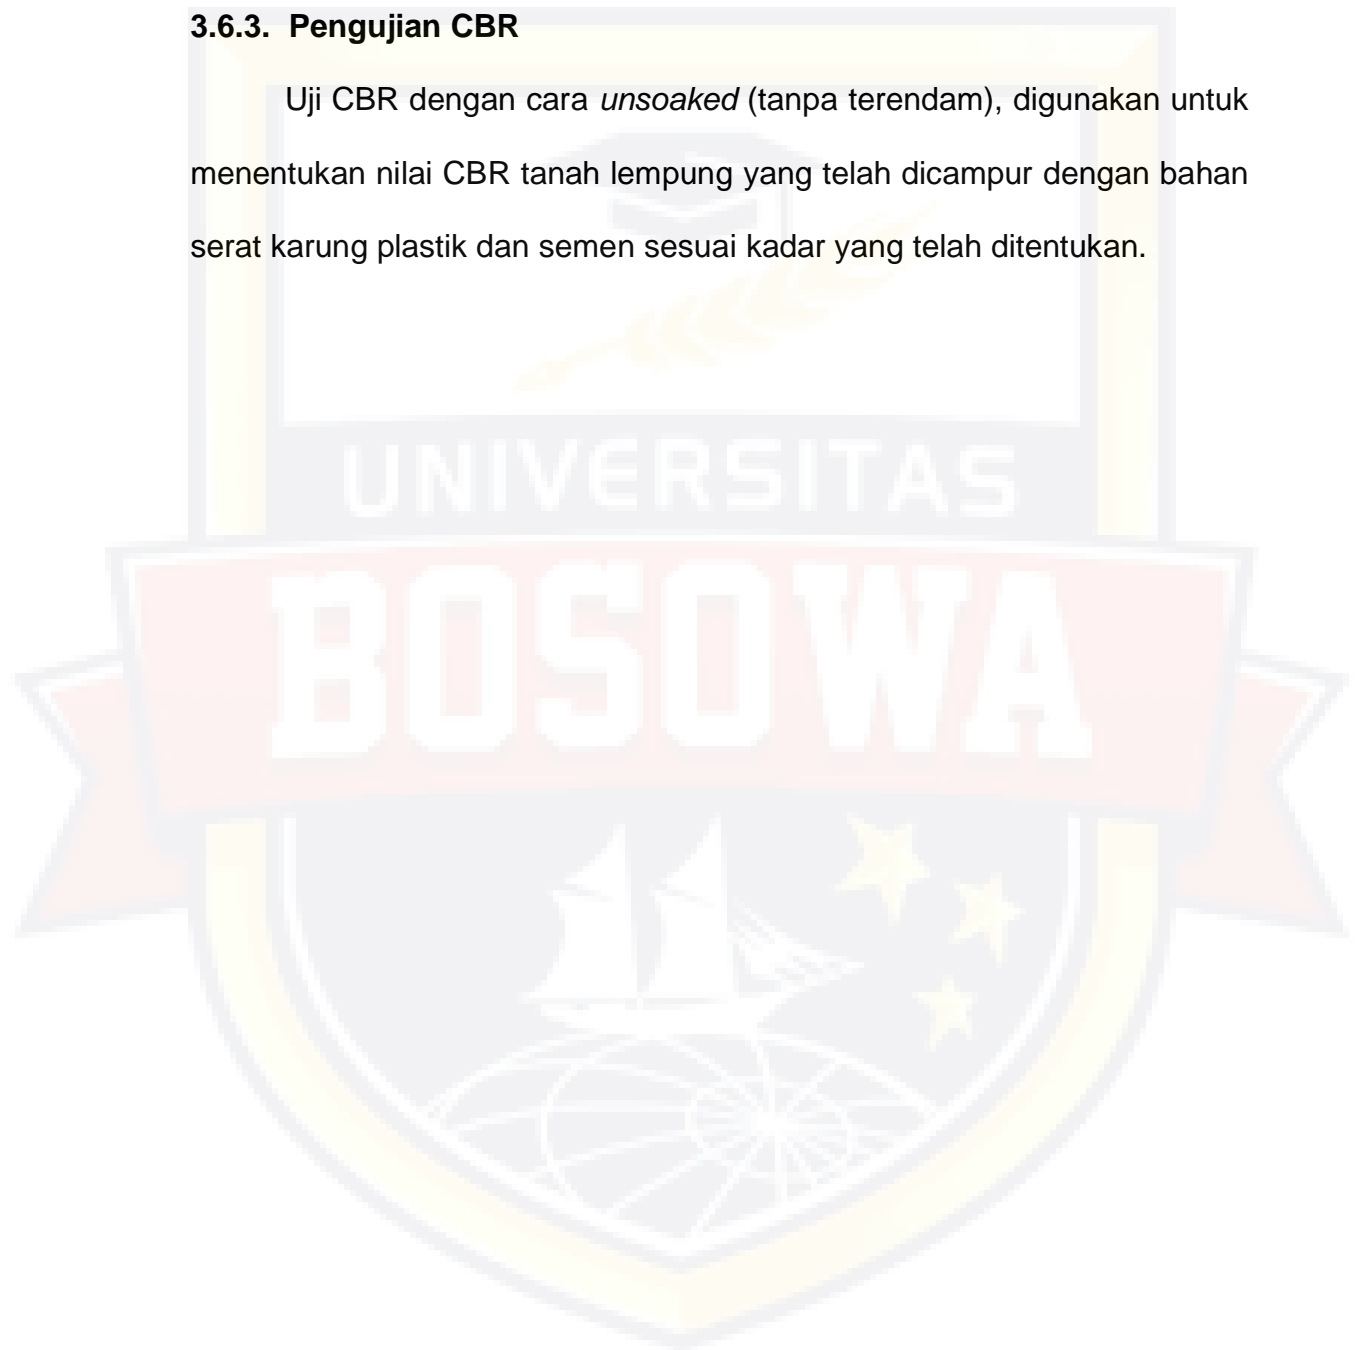 3.6.3. Pengujian CBR
Uji CBR dengan cara unsoaked (tanpa terendam), digunakan untuk
menentukan nilai CBR tanah lempung yang telah dicampur dengan bahan
serat karung plastik dan semen sesuai kadar yang telah ditentukan.
UNIVERSITAS
BOSOWA